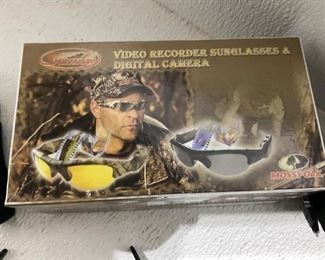 VIDEO RECORDER SUNGLASSES &
DIGITAL CAMERA
MOSSY OAK